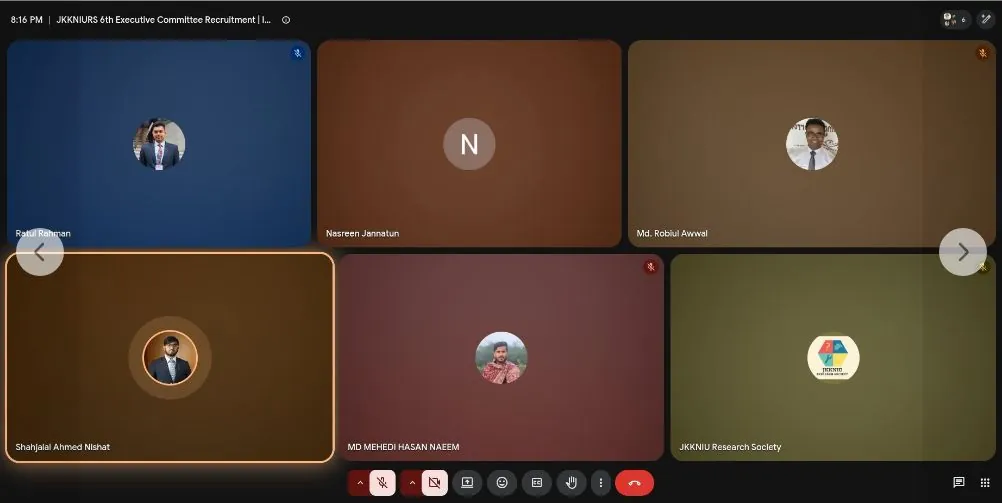 8:16 PM | JKKNIURS 6th Executive Committee Recruitment | I...
6
N
Ratul Rahman
Nasreen Jannatun
Md. Robiul Awwal
Shahjalal Ahmed Nishat
MD MEHEDI HASAN NAEEM
JKKNIU
JKKNIU Research Society